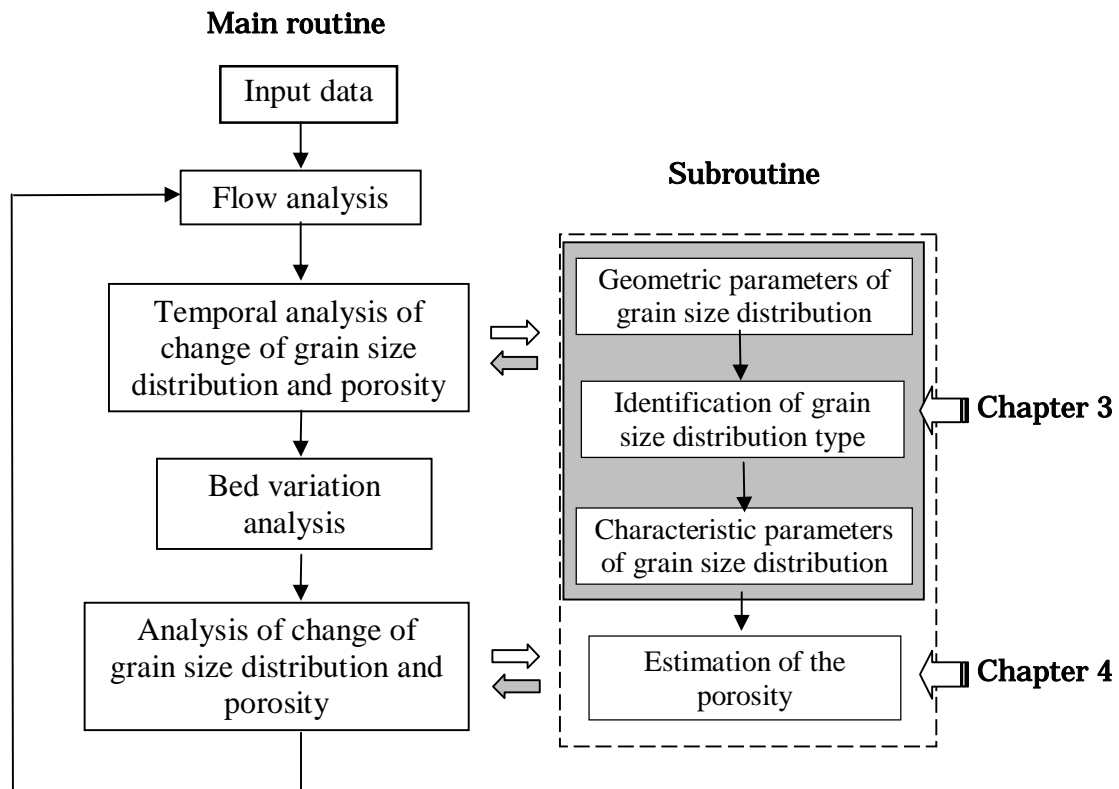 Main routine
Input data
Flow analysis
Temporal analysis of
change of grain size
distribution and porosity
Bed variation
analysis
Analysis of change of
grain size distribution and
porosity
Subroutine
Geometric parameters of
grain size distribution
Identification of grain
size distribution type
Characteristic parameters
of grain size distribution
Estimation of the
porosity
Chapter 3
Chapter 4